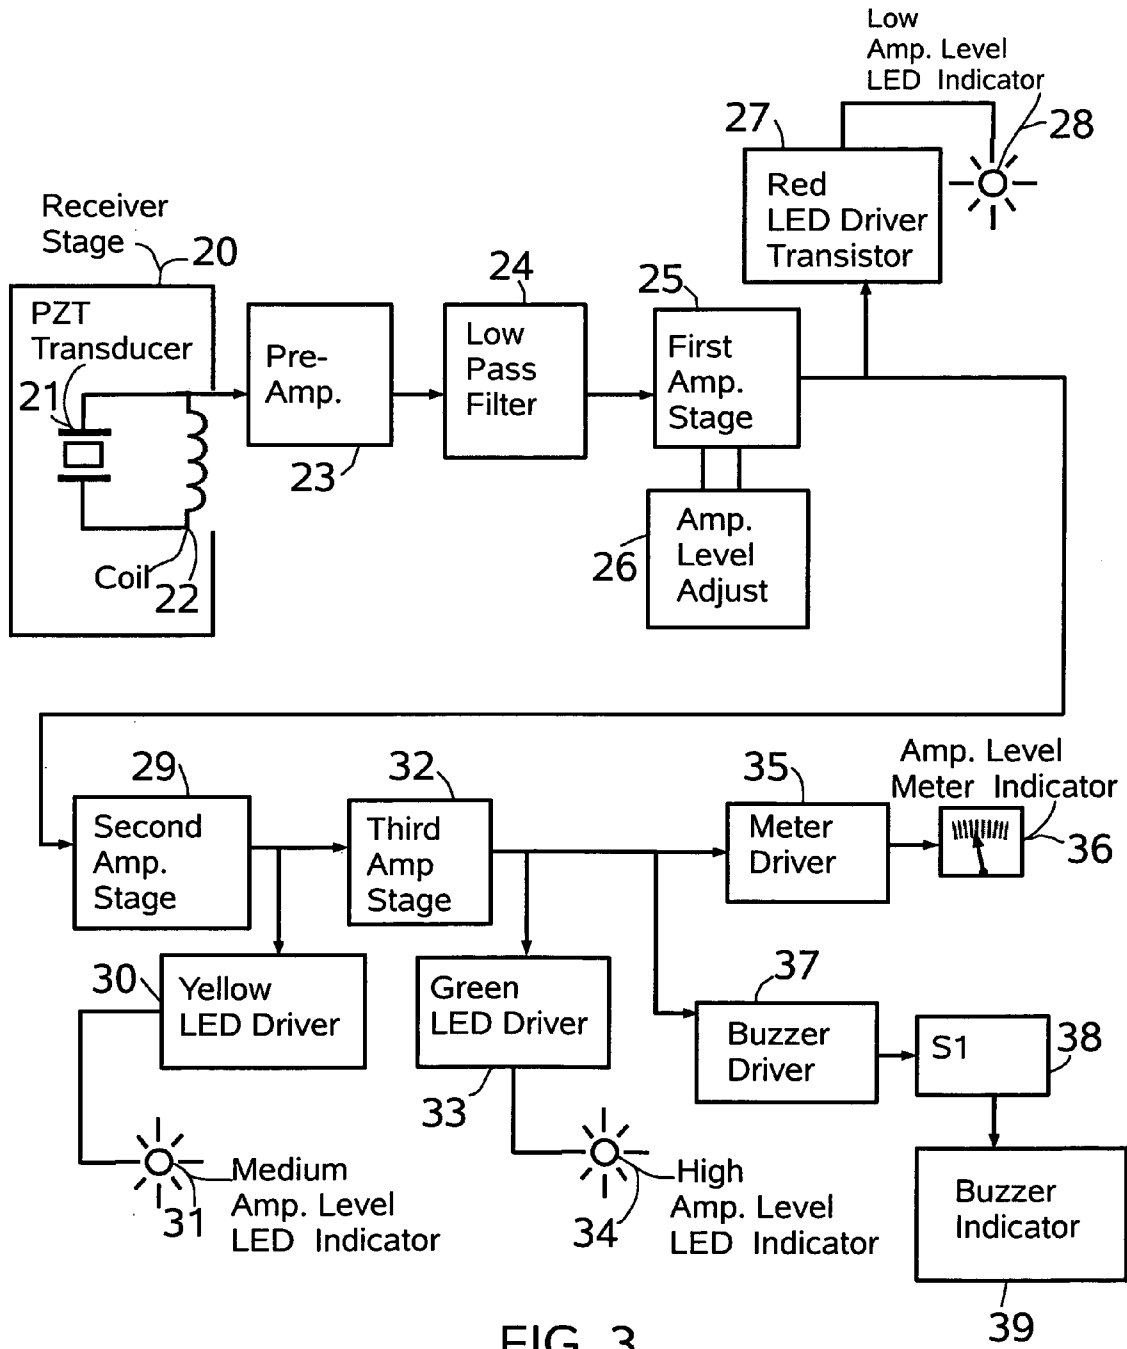 Low
Amp. Level
LED Indicator
27
28
Red
LED Driver
Transistor
Receiver
Stage
20
24
25
PZT
Transducer
21
Pre-
Amp.
Low
Pass
Filter
First
Amp.
Stage
23
Amp.
Level
Adjust
26
Coil
22
29
32
35
Amp. Level
Meter Indicator
Second
Amp.
Stage
Third
Amp
Stage
Meter
Driver
36
30
Yellow
LED Driver
Green
LED Driver
37
Buzzer
Driver
S1
38
33
31
Medium
Amp. Level
LED Indicator
34
High
Amp. Level
LED Indicator
Buzzer
Indicator
39
FIG. 3